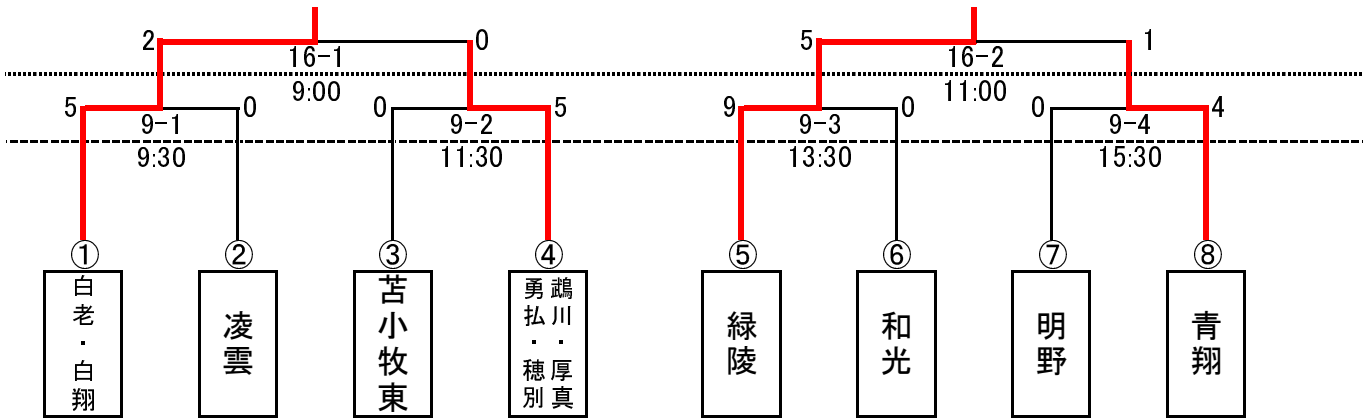 2 0 5 1
16-1 16-2
9:00 11:00
5 0 0 5 9 0 0 4
9-1 9-2 9-3 9-4
9:30 11:30 13:30 15:30
① ② ③ ④ ⑤ ⑥ ⑦ ⑧
白老・白翔
凌雲
苫小牧東
鵡川・厚真
勇払・穂別
緑陵
和光
明野
青翔